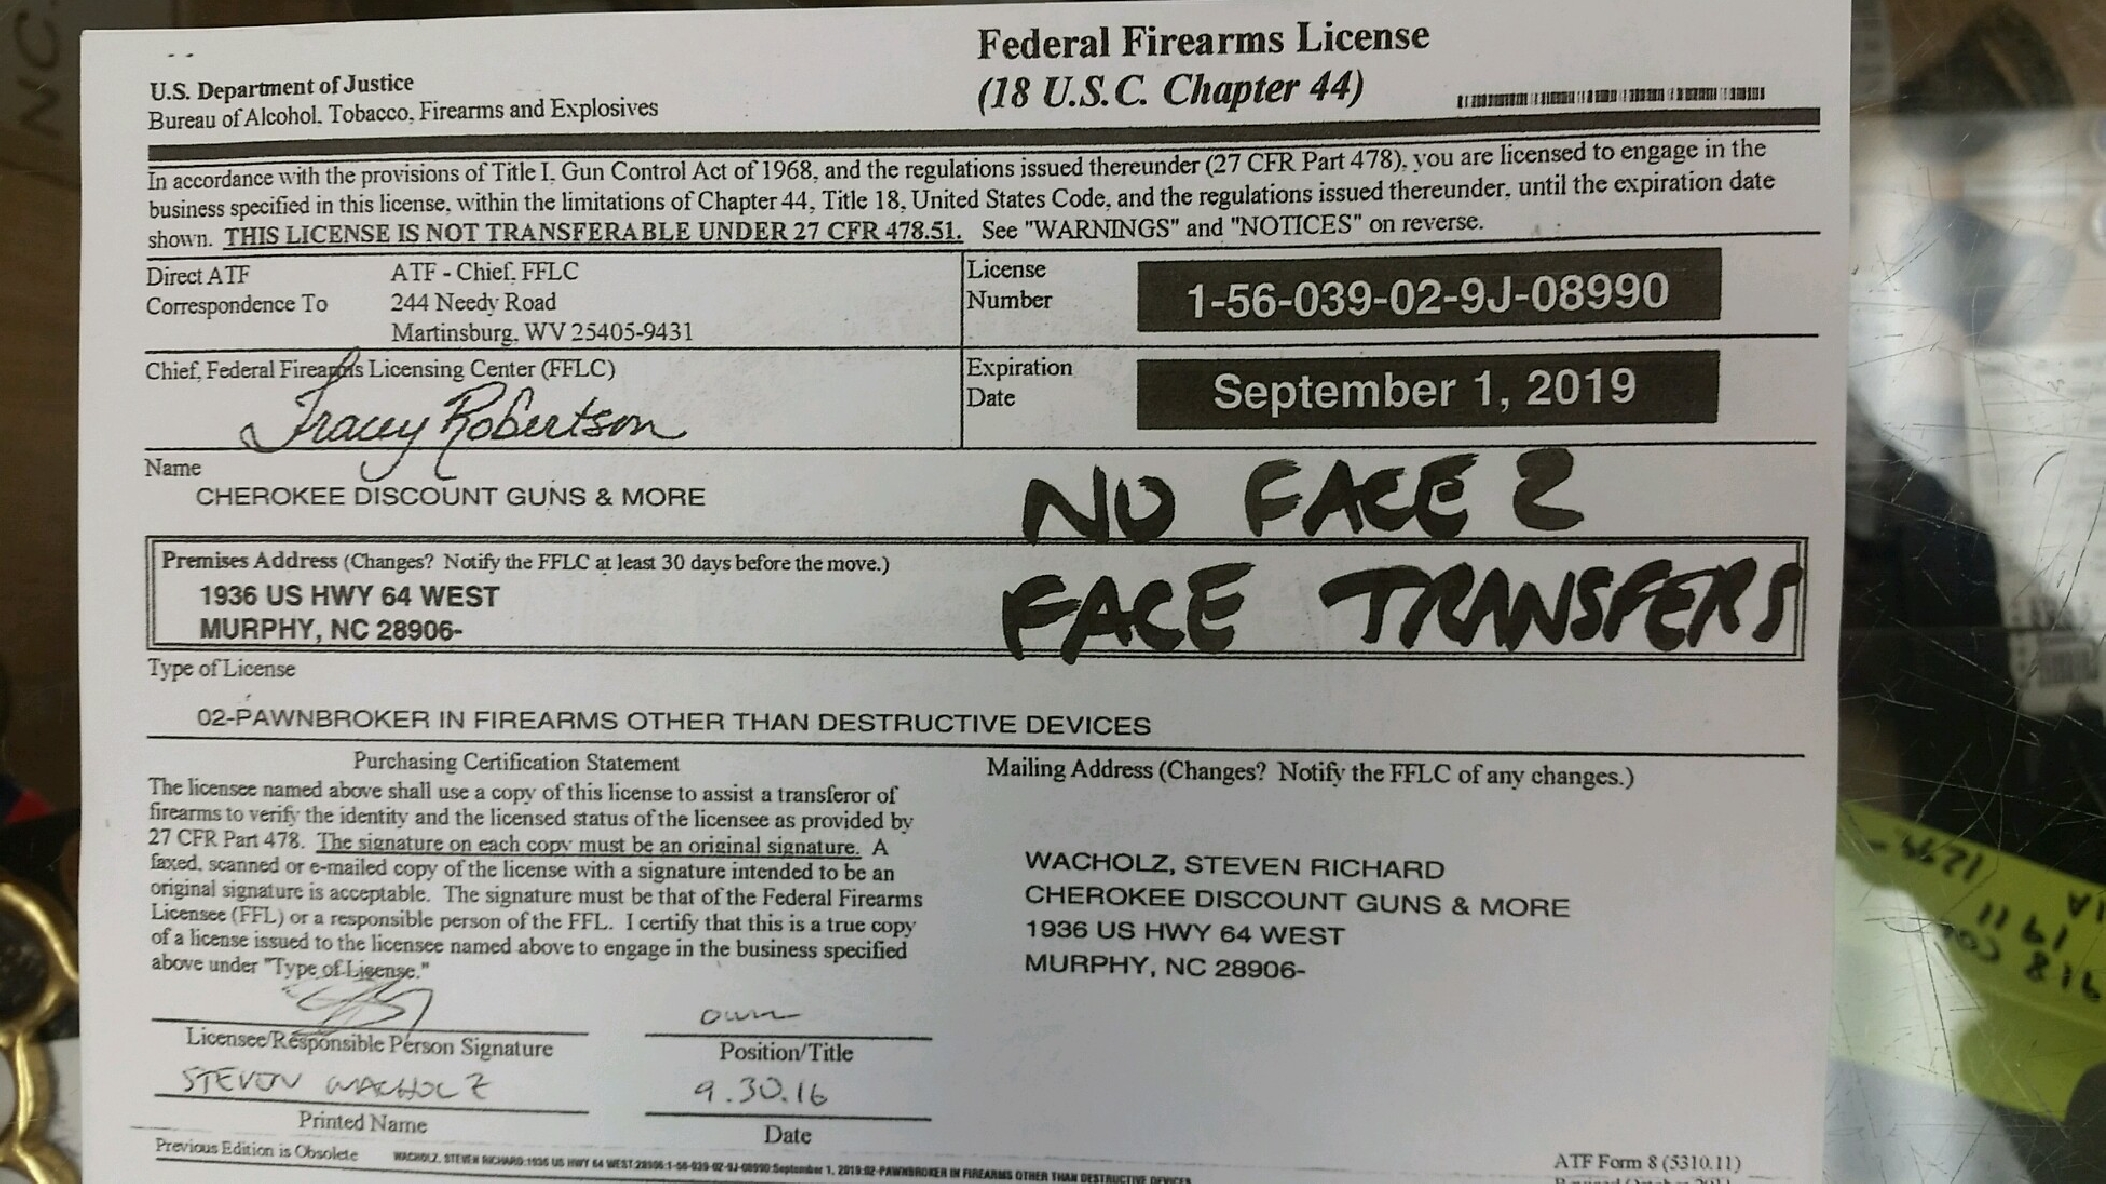 Federal Firearms License
(18 U.S.C. Chapter 44)
U.S. Department of Justice
Bureau of Alcohol, Tobacco, Firearms and Explosives
In accordance with the provisions of Title I, Gun Control Act of 1968, and the regulations issued thereunder (27 CFR Part 478), you are licensed to engage in the
business specified in this license, within the limitations of Chapter 44, Title 18, United States Code, and the regulations issued thereunder, until the expiration date
shown. THIS LICENSE IS NOT TRANSFERABLE UNDER 27 CFR 478.51. See "WARNINGS" and "NOTICES" on reverse.
Direct ATF
Correspondence To
ATF - Chief, FFLC
244 Needy Road
Martinsburg, WV 25405-9431
License
Number
1-56-039-02-9J-08990
Chief, Federal Firearms Licensing Center (FFLC)
Tracey Robertson
Expiration
Date
September 1, 2019
Name
CHEROKEE DISCOUNT GUNS & MORE
NO FACE 2
FACE TRANSFERS
Premises Address (Changes? Notify the FFLC at least 30 days before the move.)
1936 US HWY 64 WEST
MURPHY, NC 28906-
Type of License
02-PAWNBROKER IN FIREARMS OTHER THAN DESTRUCTIVE DEVICES
Purchasing Certification Statement
The licensee named above shall use a copy of this license to assist a transferor of
firearms to verify the identity and the licensed status of the licensee as provided by
27 CFR Part 478. The signature on each copy must be an original signature. A
faxed, scanned or e-mailed copy of the license with a signature intended to be an
original signature is acceptable. The signature must be that of the Federal Firearms
Licensee (FFL) or a responsible person of the FFL. I certify that this is a true copy
of a license issued to the licensee named above to engage in the business specified
above under "Type of License."
Mailing Address (Changes? Notify the FFLC of any changes.)
WACHOLZ, STEVEN RICHARD
CHEROKEE DISCOUNT GUNS & MORE
1936 US HWY 64 WEST
MURPHY, NC 28906-
Licensee/Responsible Person Signature
Position/Title
STEVEN WACHOLZ
9.30.16
Printed Name
Date
Previous Edition is Obsolete
WACHOLZ, STEVEN RICHARD:1936 US HWY 64 WEST:28906:1-56-039-02-9J-08990:September 1, 2019:02-PAWNBROKER IN FIREARMS OTHER THAN DESTRUCTIVE DEVICES
ATF Form 8 (5310.11)